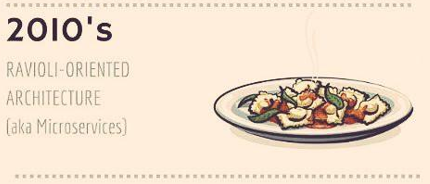 2010's
RAVIOLI-ORIENTED
ARCHITECTURE
(aka Microservices)